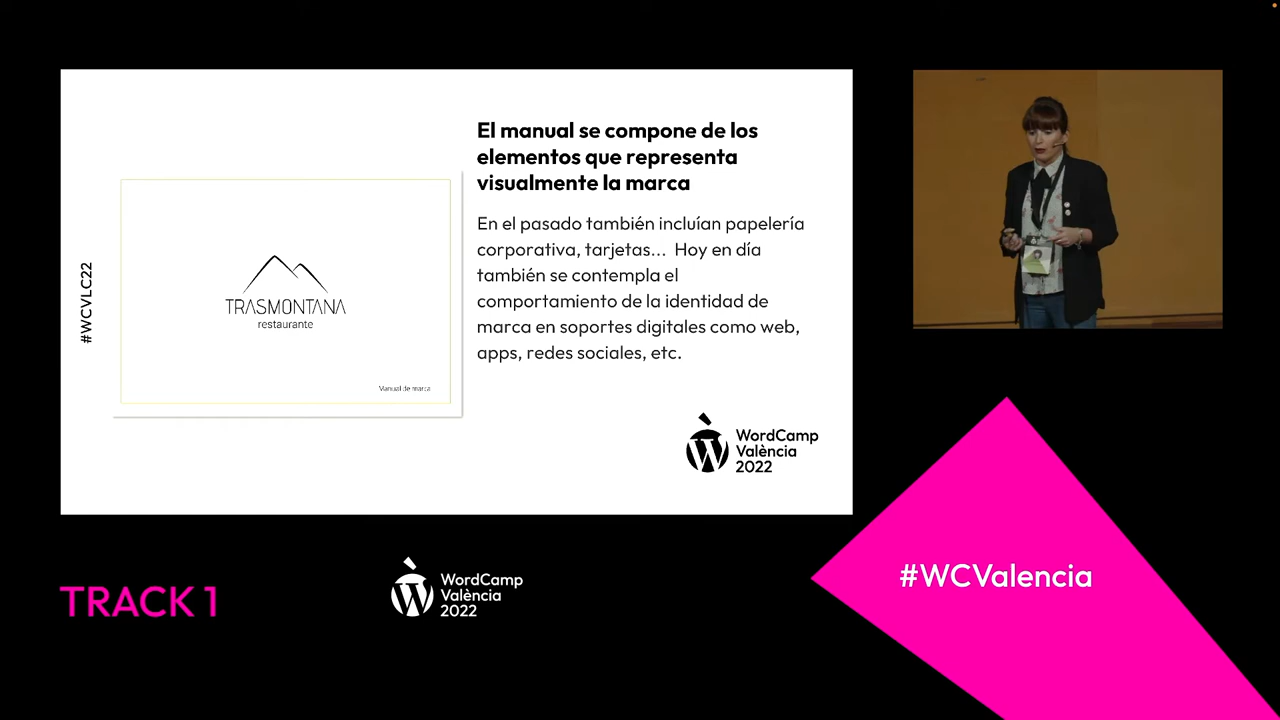 El manual se compone de los
elementos que representa
visualmente la marca
En el pasado también incluían papelería
corporativa, tarjetas... Hoy en día
también se contempla el
comportamiento de la identidad de
marca en soportes digitales como web,
apps, redes sociales, etc.
#WCVLC22
TRASMONTANA
restaurante
Manual de marca
WordCamp
València
2022
TRACK 1
WordCamp
València
2022
#WCValencia